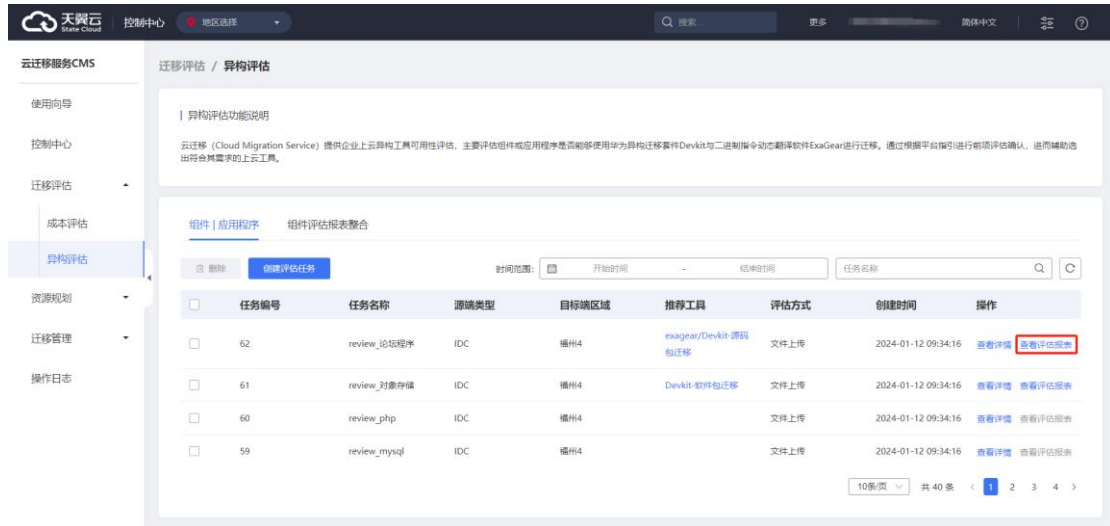 天翼云 State Cloud 控制中心 地区选择 搜索... 更多 简体中文
云迁移服务CMS
使用向导
控制中心
迁移评估
成本评估
异构评估
资源规划
迁移管理
操作日志
迁移评估 / 异构评估
异构评估功能说明
云迁移（Cloud Migration Service）提供企业上云异构工具可用性评估，主要评估组件或应用程序是否能够使用华为异构迁移套件Devkit与二进制指令动态翻译软件ExaGear进行迁移。通过根据平台指引进行前项评估确认，进而辅助选
出符合其需求的上云工具。
组件 | 应用程序 组件评估报表整合
删除 创建评估任务 时间范围: 开始时间 - 结束时间 任务名称
任务编号 任务名称 源端类型 目标端区域 推荐工具 评估方式 创建时间 操作
62 review_论坛程序 IDC 福州4 exagear/Devkit-源码 文件上传 2024-01-12 09:34:16 查看详情 查看评估报表
包迁移
61 review_对象存储 IDC 福州4 Devkit-软件包迁移 文件上传 2024-01-12 09:34:16 查看详情 查看评估报表
60 review_php IDC 福州4 文件上传 2024-01-12 09:34:16 查看详情 查看评估报表
59 review_mysql IDC 福州4 文件上传 2024-01-12 09:34:16 查看详情 查看评估报表
10条/页 共 40 条 1 2 3 4